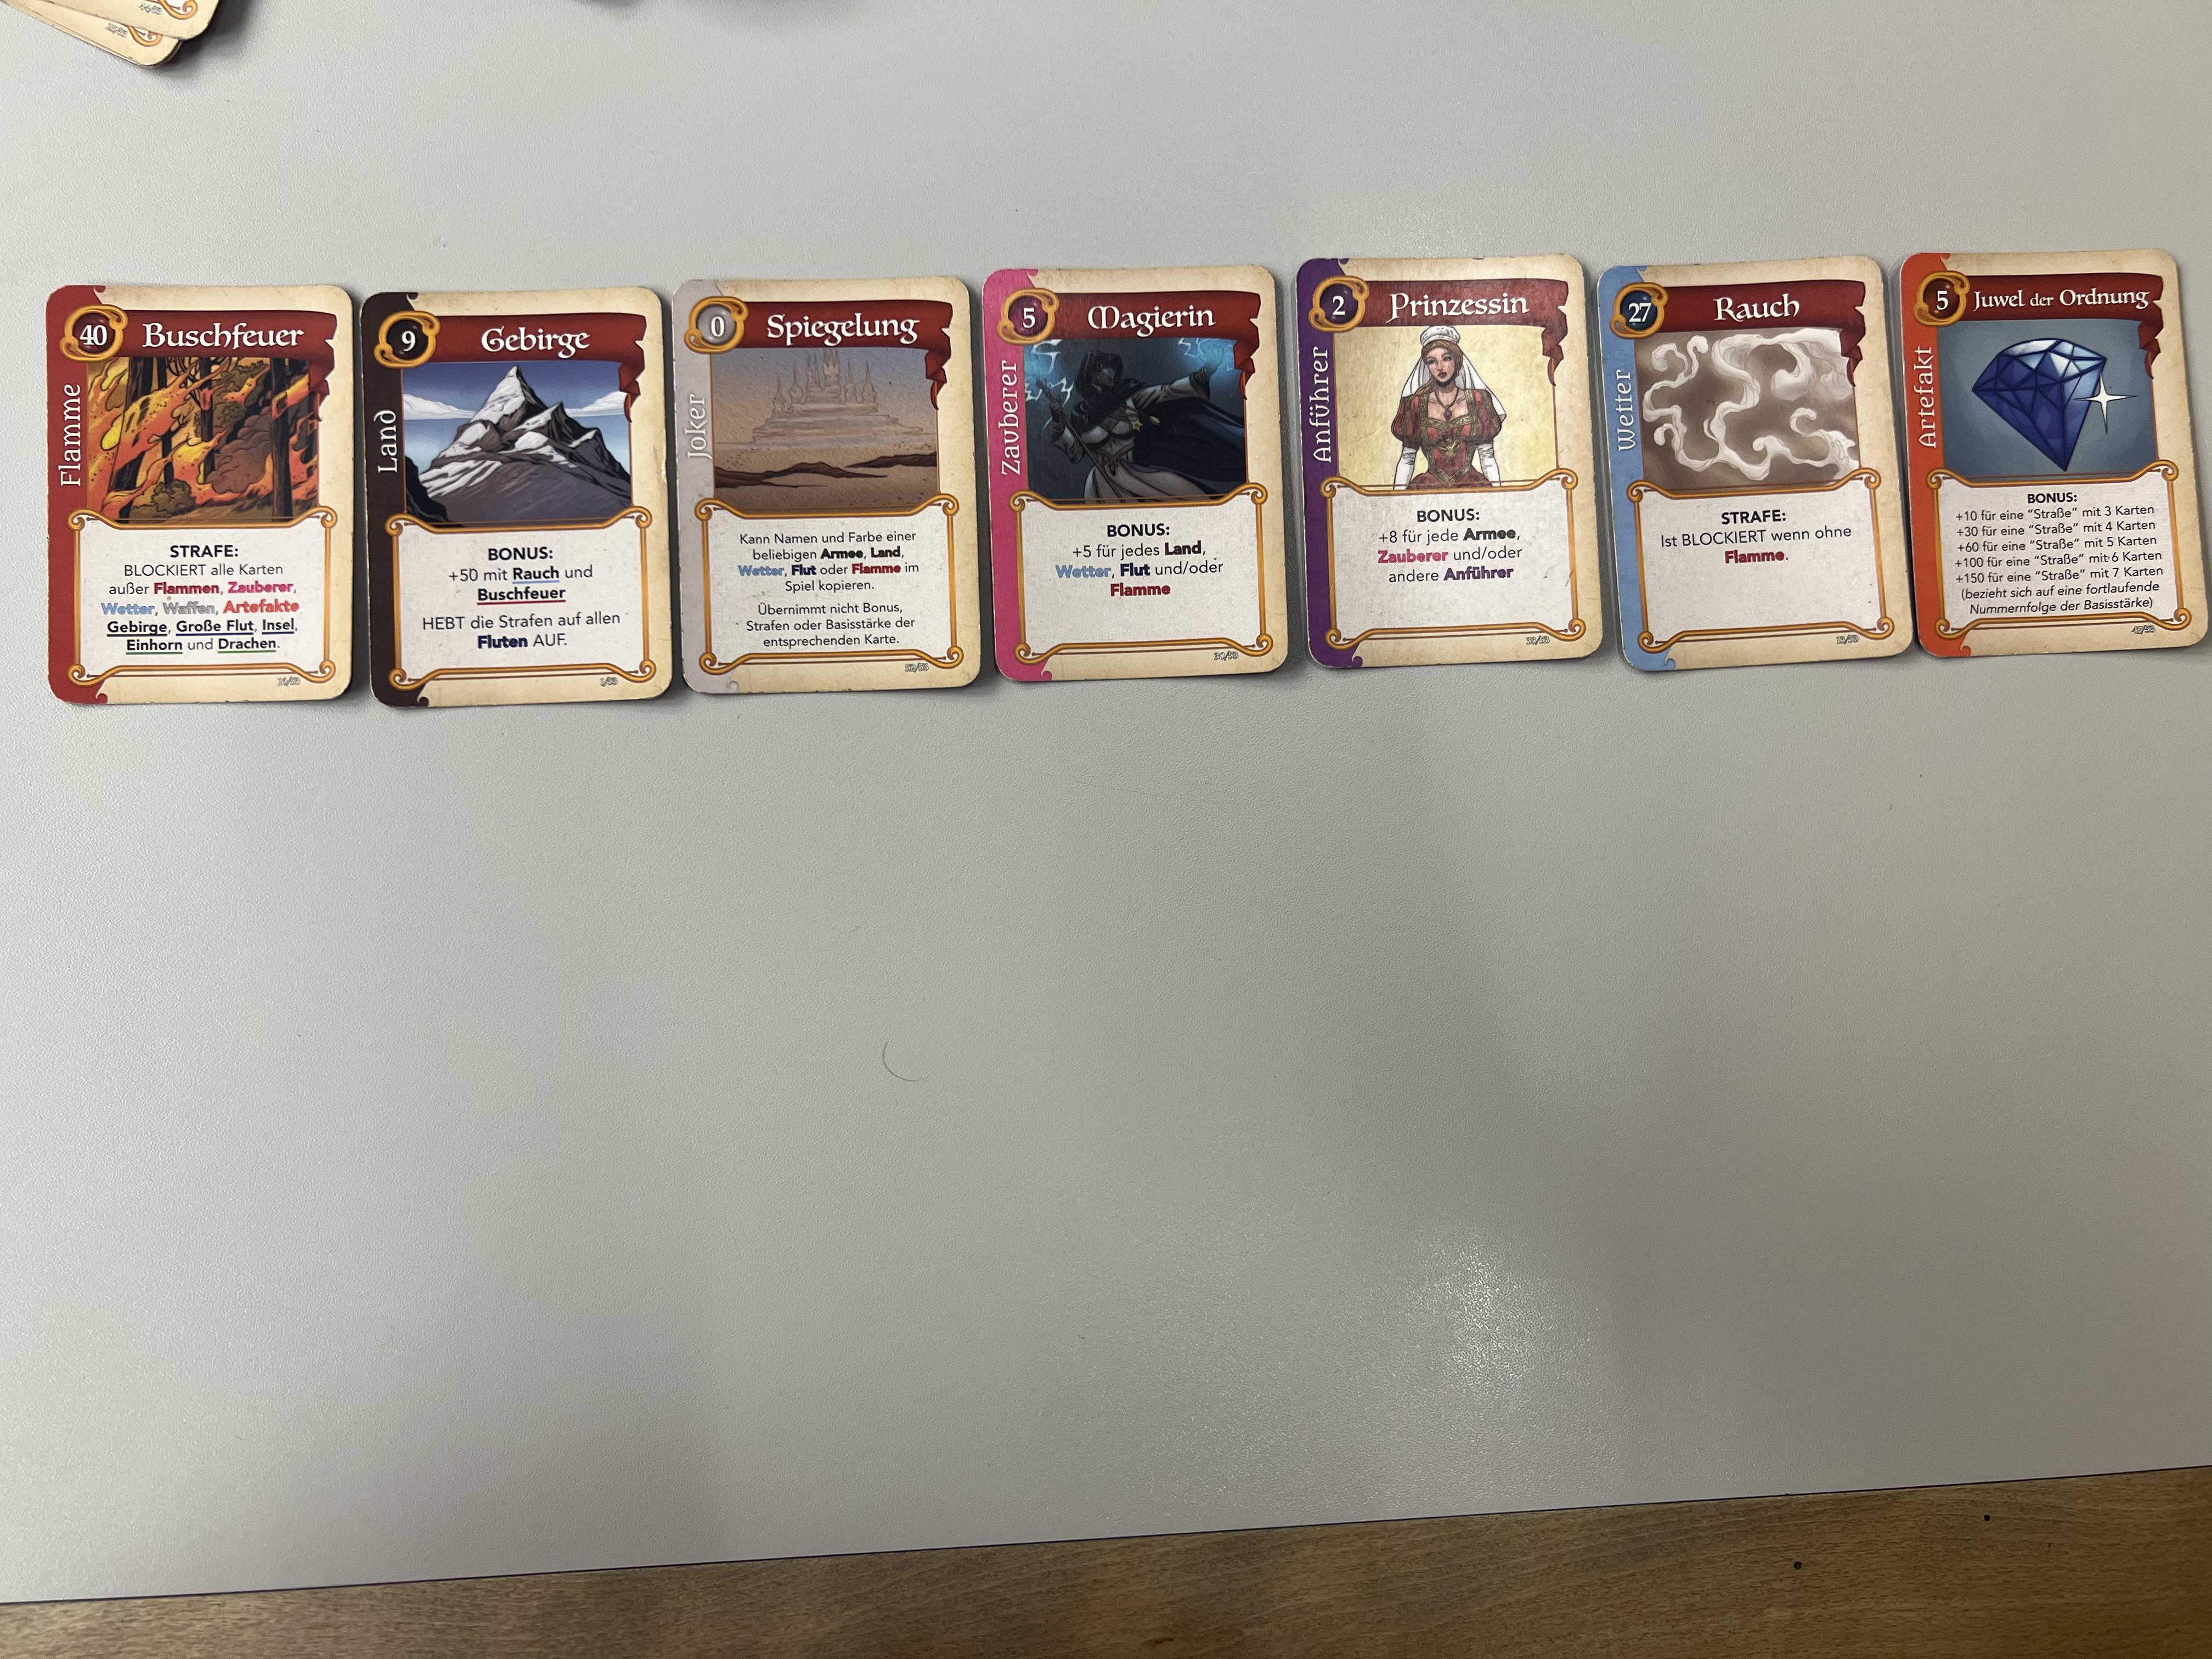 40 Buschfeuer
Flamme
STRAFE:
BLOCKIERT alle Karten
außer Flammen, Zauberer,
Wetter, Waffen, Artefakte
Gebirge, Große Flut, Insel,
Einhorn und Drachen.
9 Gebirge
Land
BONUS:
+50 mit Rauch und
Buschfeuer
HEBT die Strafen auf allen
Fluten AUF.
1/53
0 Spiegelung
Joker
Kann Namen und Farbe einer
beliebigen Armee, Land,
Wetter, Flut oder Flamme im
Spiel kopieren.
Übernimmt nicht Bonus,
Strafen oder Basisstärke der
entsprechenden Karte.
52/53
5 Magierin
Zauberer
BONUS:
+5 für jedes Land,
Wetter, Flut und/oder
Flamme
30/53
2 Prinzessin
Anführer
BONUS:
+8 für jede Armee,
Zauberer und/oder
andere Anführer
27 Rauch
Wetter
STRAFE:
Ist BLOCKIERT wenn ohne
Flamme.
5 Juwel der Ordnung
Artefakt
BONUS:
+10 für eine "Straße" mit 3 Karten
+30 für eine "Straße" mit 4 Karten
+60 für eine "Straße" mit 5 Karten
+100 für eine "Straße" mit 6 Karten
+150 für eine "Straße" mit 7 Karten
(bezieht sich auf eine fortlaufende
Nummernfolge der Basisstärke)